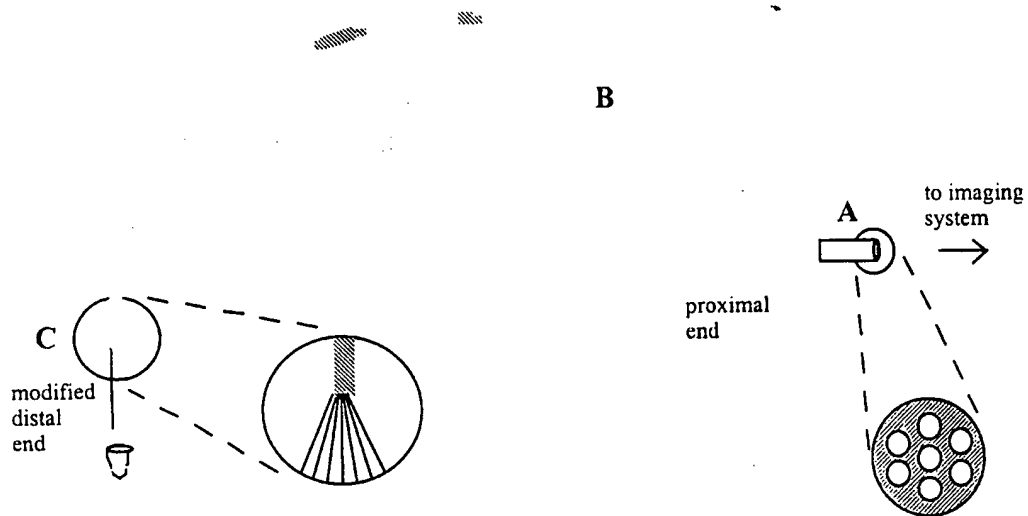 B
to imaging
system
A
proximal
end
C
modified
distal
end